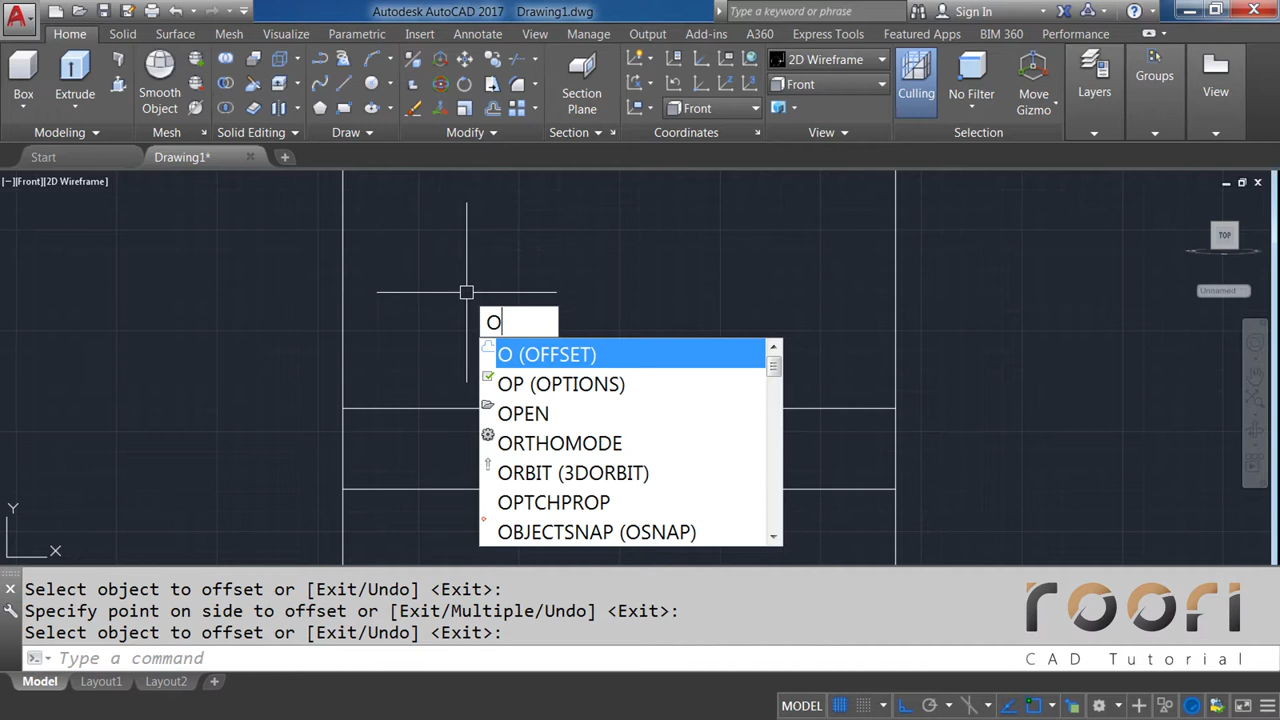 Autodesk AutoCAD 2017 Drawing1.dwg
Type a keyword or phrase
Sign In
Home Solid Surface Mesh Visualize Parametric Insert Annotate View Manage Output Add-ins A360 Express Tools Featured Apps BIM 360 Performance
Box
Extrude
Smooth
Object
Section
Plane
2D Wireframe
Front
Front
Culling
No Filter
Move
Gizmo
Layers
Groups
View
Modeling Mesh Solid Editing Draw Modify Section Coordinates View Selection
Start Drawing1*
[−][Front][2D Wireframe]
TOP
Unnamed
O
O (OFFSET)
OP (OPTIONS)
OPEN
ORTHOMODE
ORBIT (3DORBIT)
OPTCHPROP
OBJECTSNAP (OSNAP)
Y
X
Select object to offset or [Exit/Undo] <Exit>:
Specify point on side to offset or [Exit/Multiple/Undo] <Exit>:
Select object to offset or [Exit/Undo] <Exit>:
Type a command
roofi
CAD Tutorial
Model Layout1 Layout2
MODEL